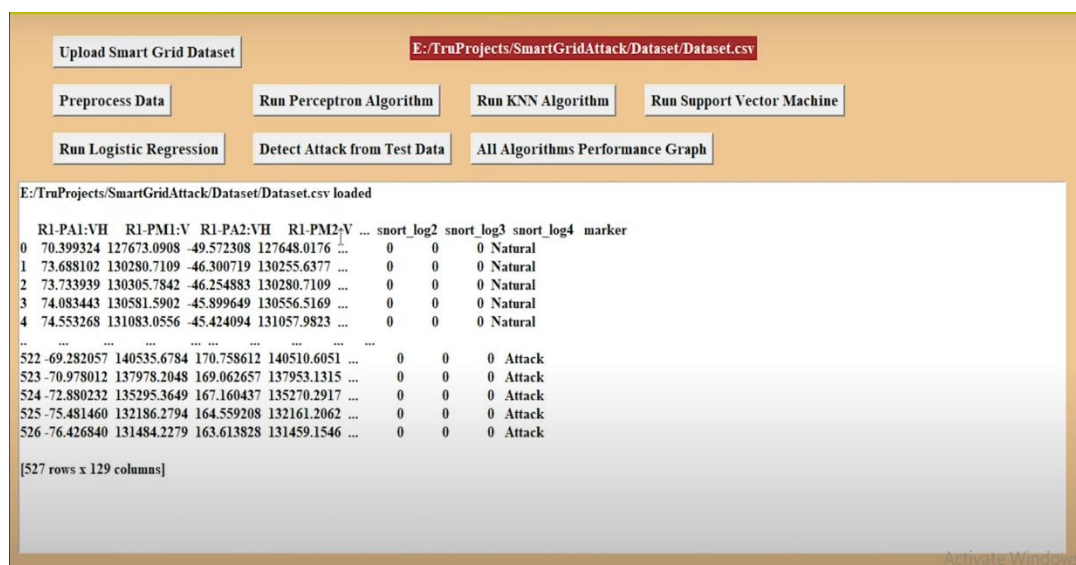 Upload Smart Grid Dataset E:/TruProjects/SmartGridAttack/Dataset/Dataset.csv
Preprocess Data Run Perceptron Algorithm Run KNN Algorithm Run Support Vector Machine
Run Logistic Regression Detect Attack from Test Data All Algorithms Performance Graph
E:/TruProjects/SmartGridAttack/Dataset/Dataset.csv loaded
R1-PA1:VH R1-PM1:V R1-PA2:VH R1-PM2:V ... snort_log2 snort_log3 snort_log4 marker
0 70.399324 127673.0908 -49.572308 127648.0176 ... 0 0 0 Natural
1 73.688102 130280.7109 -46.300719 130255.6377 ... 0 0 0 Natural
2 73.733939 130305.7842 -46.254883 130280.7109 ... 0 0 0 Natural
3 74.083443 130581.5902 -45.899649 130556.5169 ... 0 0 0 Natural
4 74.553268 131083.0556 -45.424094 131057.9823 ... 0 0 0 Natural
.. ... ... ... ... ... ... ... ... ...
522 -69.282057 140535.6784 170.758612 140510.6051 ... 0 0 0 Attack
523 -70.978012 137978.2048 169.062657 137953.1315 ... 0 0 0 Attack
524 -72.880232 135295.3649 167.160437 135270.2917 ... 0 0 0 Attack
525 -75.481460 132186.2794 164.559208 132161.2062 ... 0 0 0 Attack
526 -76.426840 131484.2279 163.613828 131459.1546 ... 0 0 0 Attack
[527 rows x 129 columns]
Activate Windows